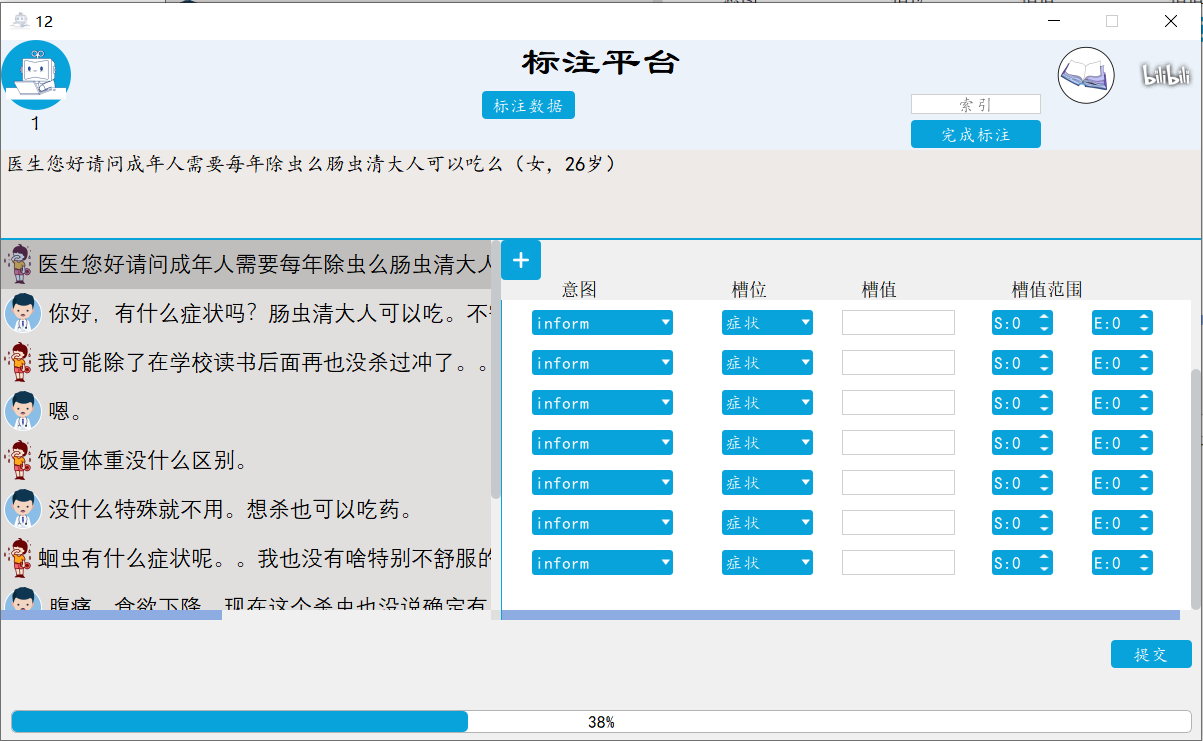 12
标注平台
bilibili
标注数据
索引
1
完成标注
医生您好请问成年人需要每年除虫么肠虫清大人可以吃么（女，26岁）
医生您好请问成年人需要每年除虫么肠虫清大人
你好，有什么症状吗？肠虫清大人可以吃。不
我可能除了在学校读书后面再也没杀过冲了。。
嗯。
饭量体重没什么区别。
没什么特殊就不用。想杀也可以吃药。
蛔虫有什么症状呢。。我也没有啥特别不舒服的
腹痛，食欲下降，现在这个杀虫也没说确定有
+
意图 槽位 槽值 槽值范围
inform 症状 S:0 E:0
inform 症状 S:0 E:0
inform 症状 S:0 E:0
inform 症状 S:0 E:0
inform 症状 S:0 E:0
inform 症状 S:0 E:0
inform 症状 S:0 E:0
提交
38%